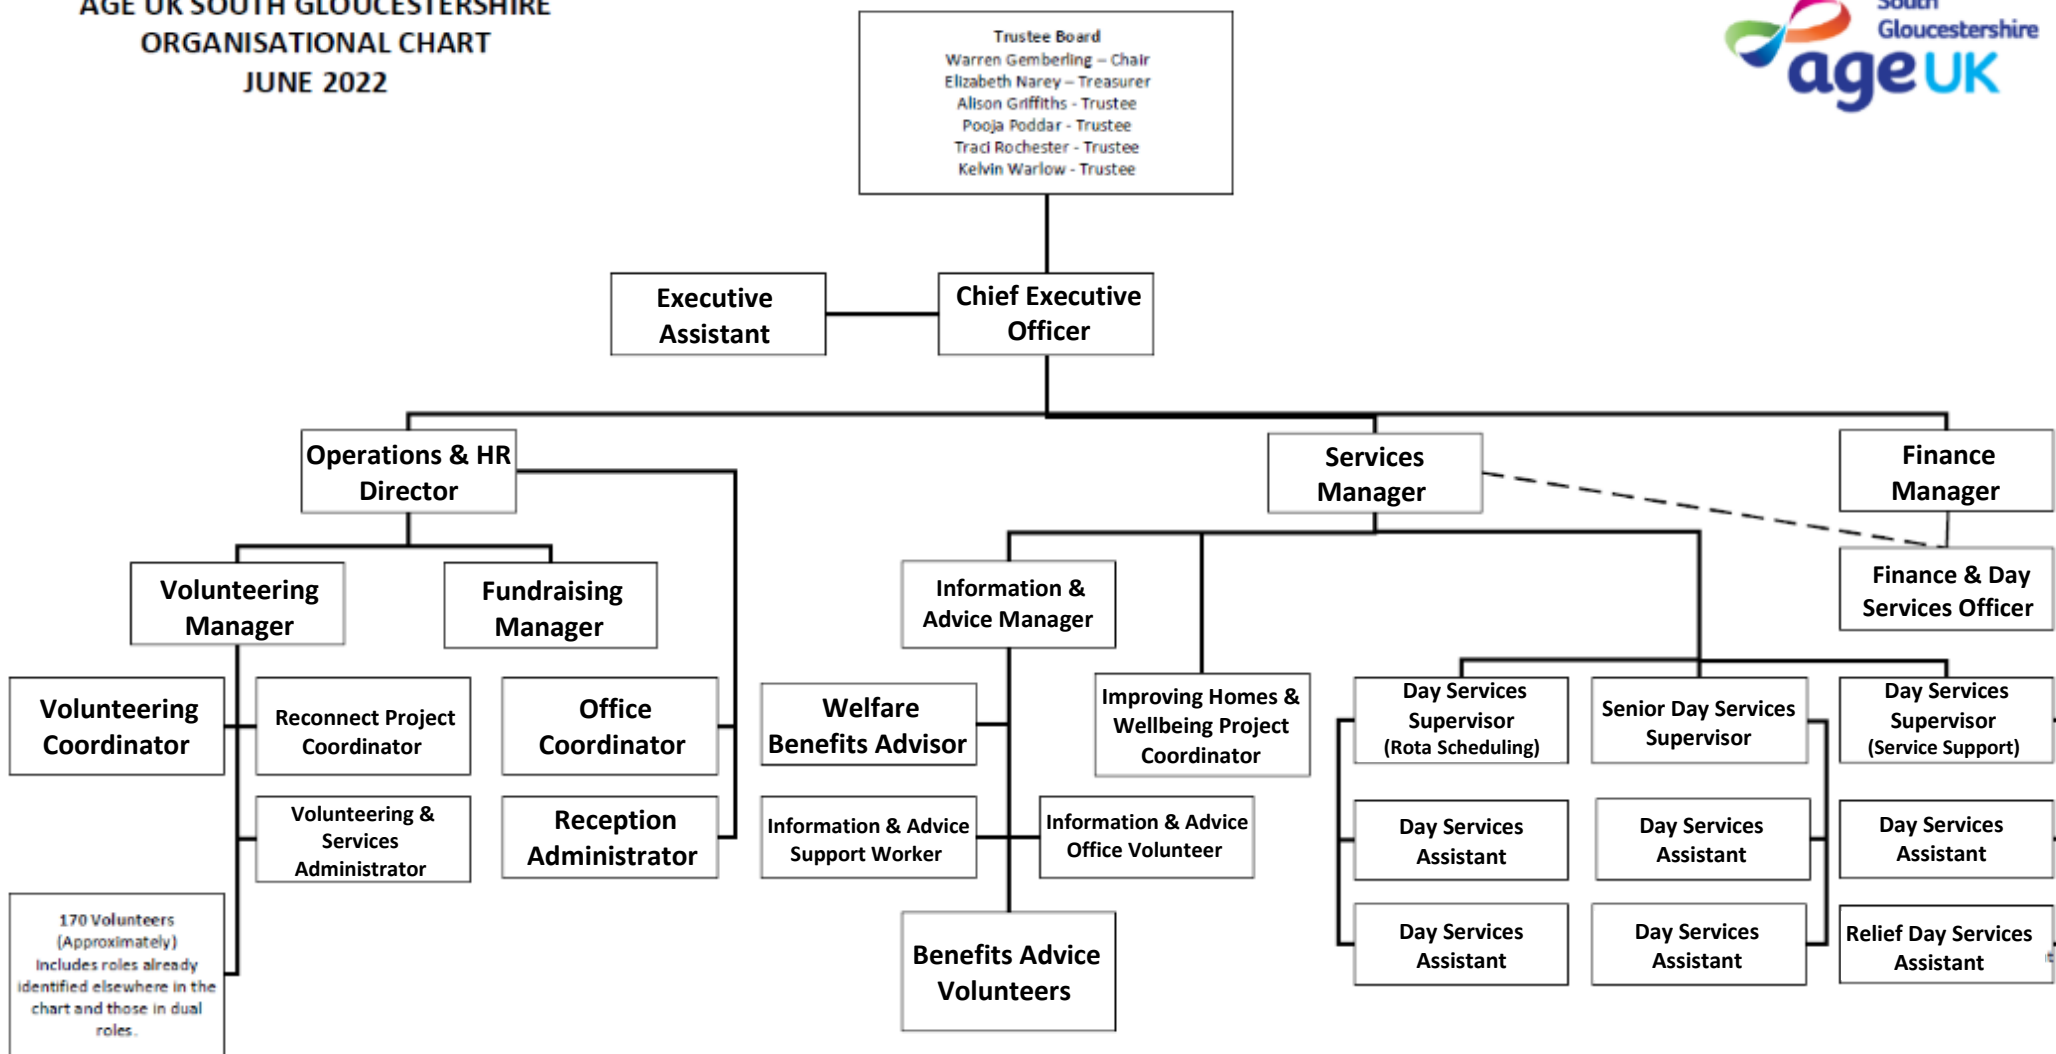 AGE UK SOUTH GLOUCESTERSHIRE
ORGANISATIONAL CHART
JUNE 2022
Trustee Board
Warren Gemberling – Chair
Elizabeth Narey – Treasurer
Alison Griffiths - Trustee
Pooja Poddar - Trustee
Traci Rochester - Trustee
Kelvin Warlow - Trustee
South
Gloucestershire
age UK
Executive
Assistant
Chief Executive
Officer
Operations & HR
Director
Services
Manager
Finance
Manager
Volunteering
Manager
Fundraising
Manager
Information &
Advice Manager
Finance & Day
Services Officer
Volunteering
Coordinator
Reconnect Project
Coordinator
Office
Coordinator
Welfare
Benefits Advisor
Improving Homes &
Wellbeing Project
Coordinator
Day Services
Supervisor
(Rota Scheduling)
Senior Day Services
Supervisor
Day Services
Supervisor
(Service Support)
Volunteering &
Services
Administrator
Reception
Administrator
Information & Advice
Support Worker
Information & Advice
Office Volunteer
Day Services
Assistant
Day Services
Assistant
Day Services
Assistant
170 Volunteers
(Approximately)
Includes roles already
identified elsewhere in the
chart and those in dual
roles.
Benefits Advice
Volunteers
Day Services
Assistant
Day Services
Assistant
Relief Day Services
Assistant